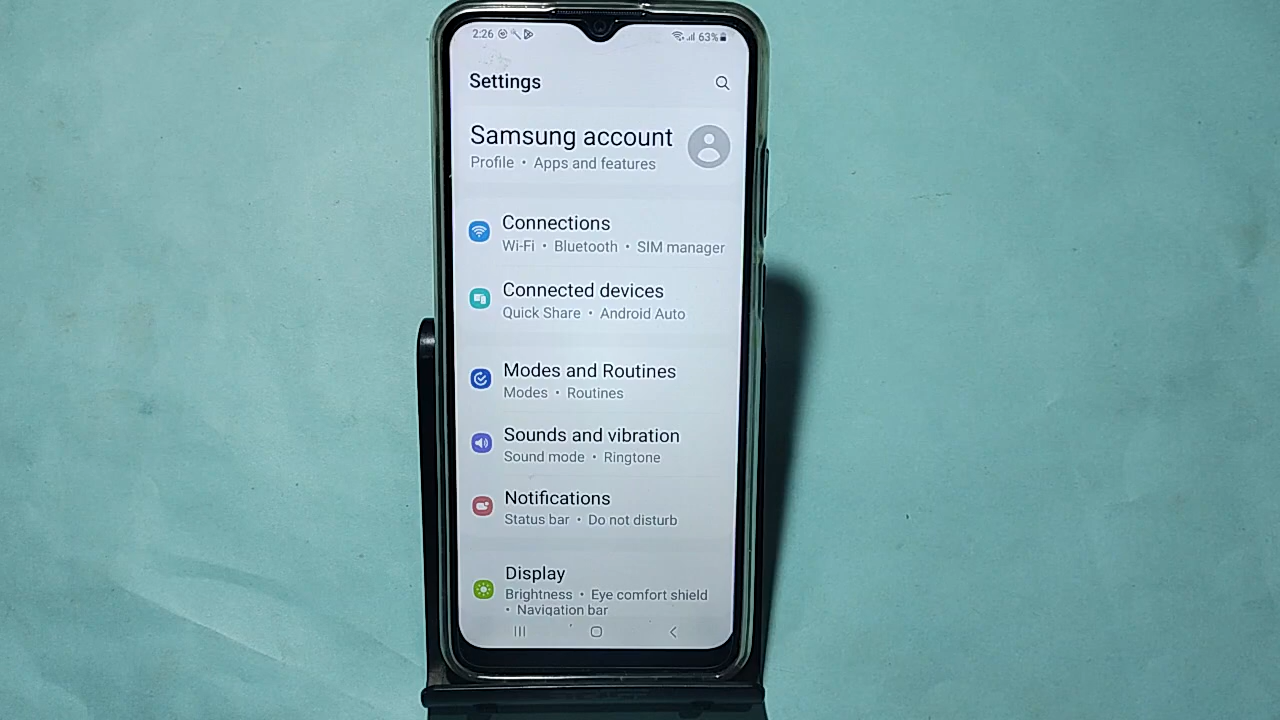 2:26
63%
Settings
Samsung account
Profile • Apps and features
Connections
Wi-Fi • Bluetooth • SIM manager
Connected devices
Quick Share • Android Auto
Modes and Routines
Modes • Routines
Sounds and vibration
Sound mode • Ringtone
Notifications
Status bar • Do not disturb
Display
Brightness • Eye comfort shield
• Navigation bar